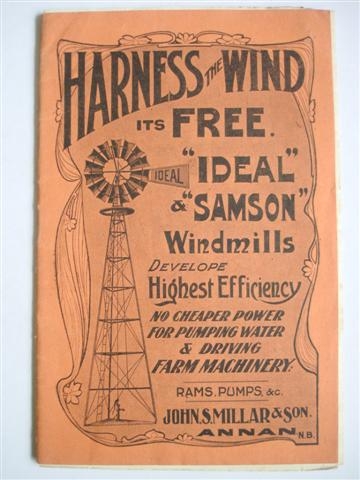 HARNESS THE WIND
ITS FREE.
IDEAL
"IDEAL"
& "SAMSON"
Windmills
DEVELOPE
Highest Efficiency
NO CHEAPER POWER
FOR PUMPING WATER
& DRIVING
FARM MACHINERY:
RAMS, PUMPS, &c.
JOHN.S.MILLAR & SON.
ANNAN N.B.